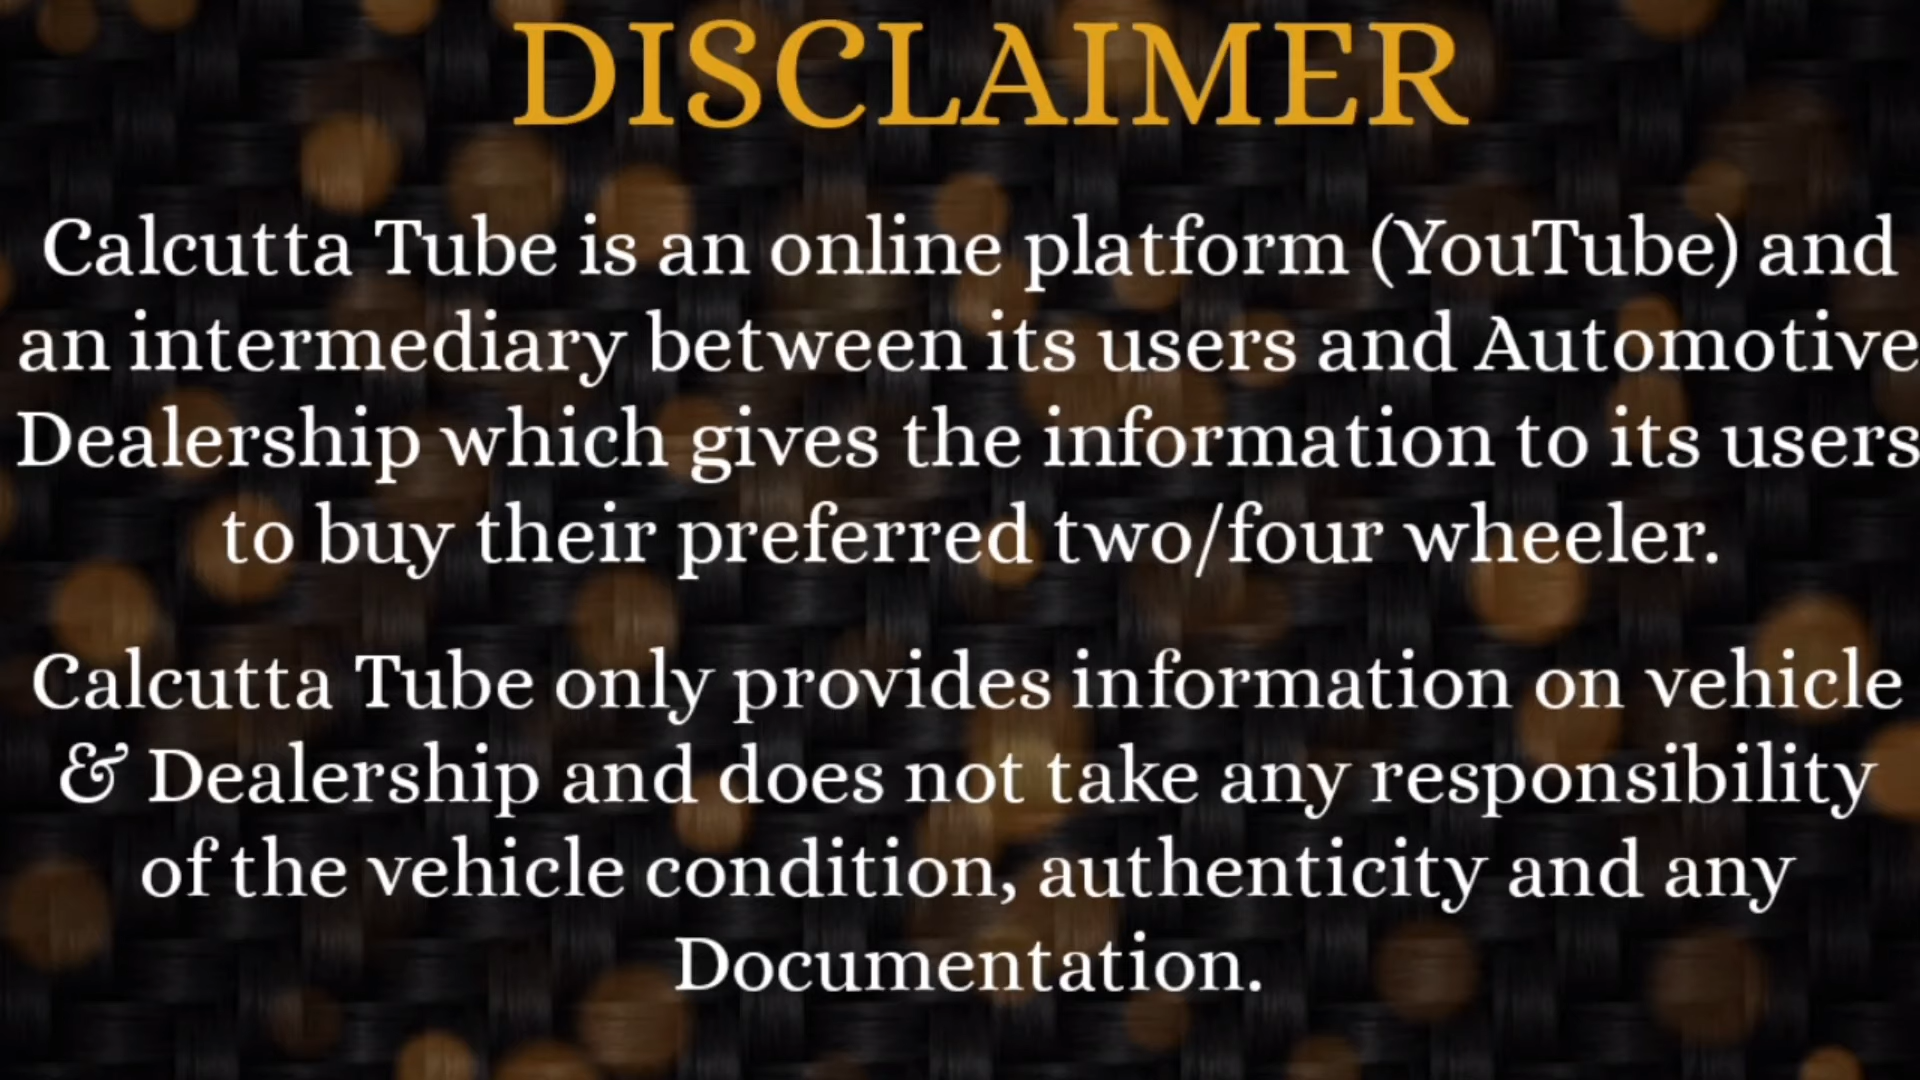 DISCLAIMER
Calcutta Tube is an online platform (YouTube) and
an intermediary between its users and Automotive
Dealership which gives the information to its users
to buy their preferred two/four wheeler.
Calcutta Tube only provides information on vehicle
& Dealership and does not take any responsibility
of the vehicle condition, authenticity and any
Documentation.